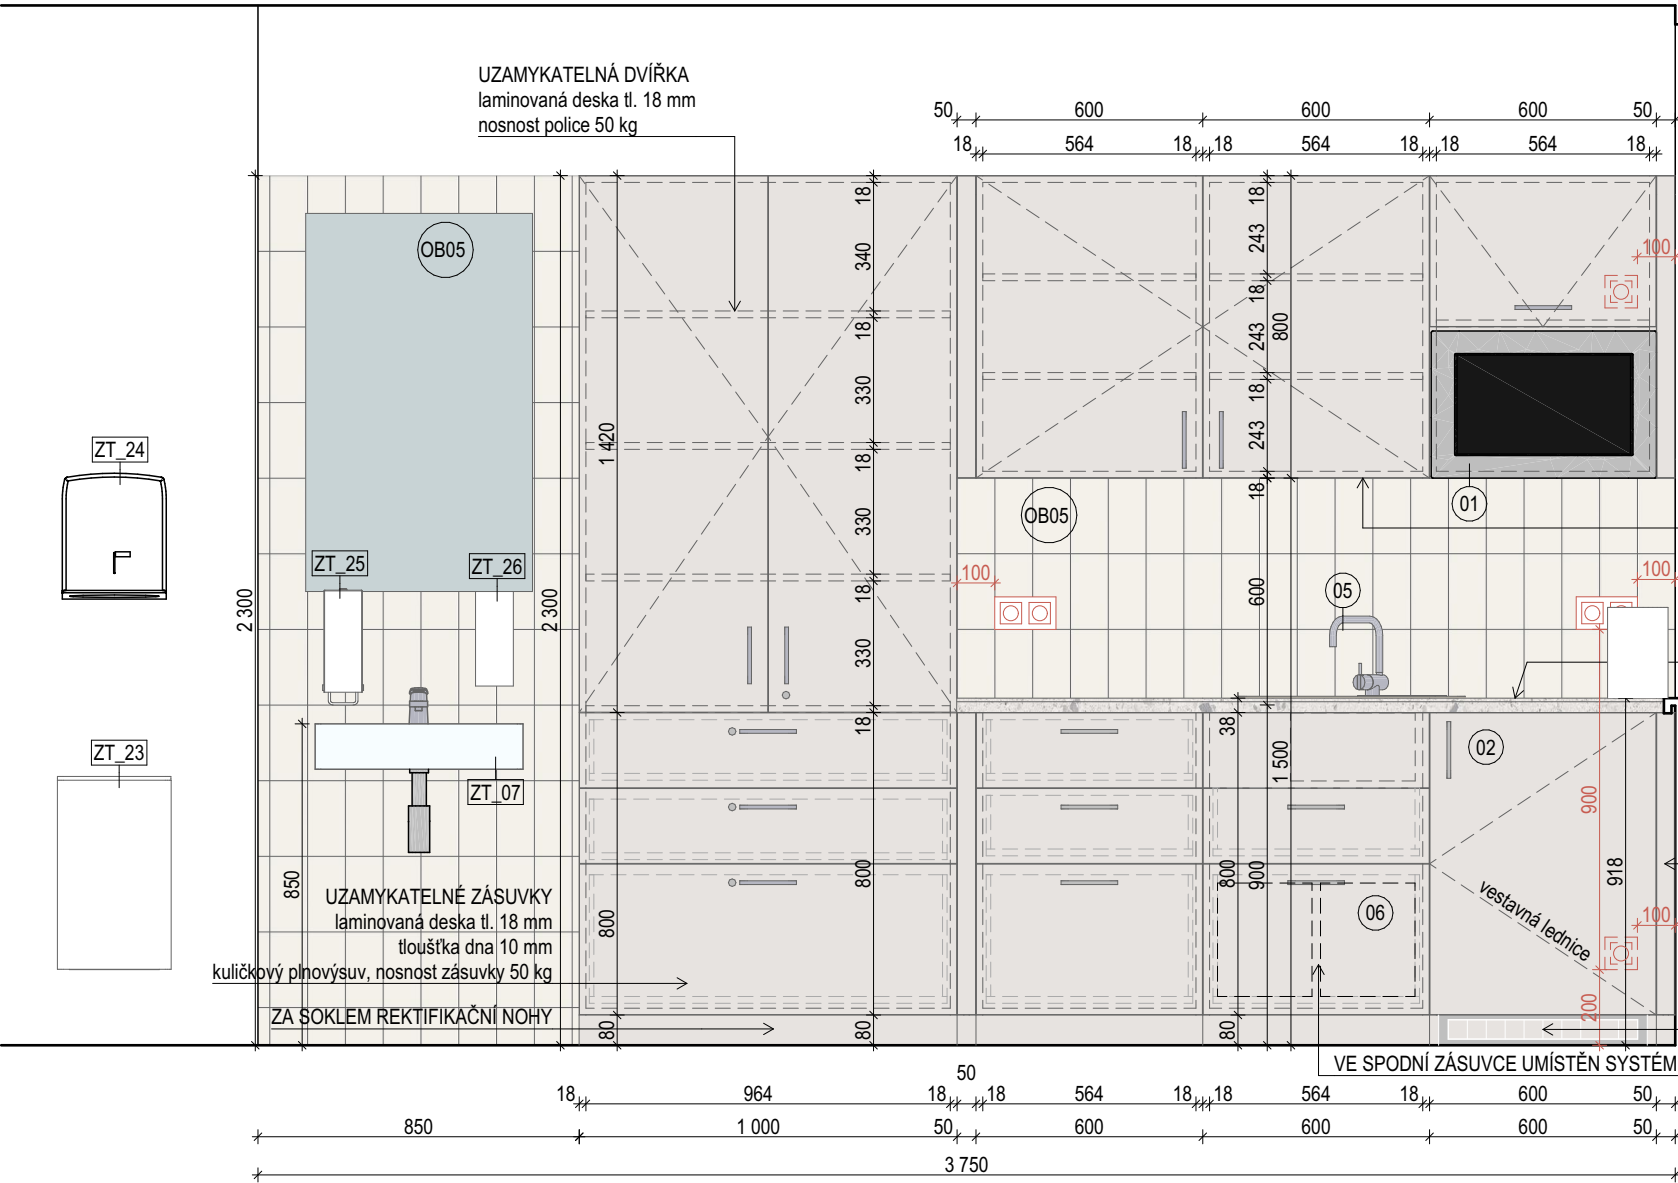 UZAMYKATELNÁ DVÍŘKA
laminovaná deska tl. 18 mm
nosnost police 50 kg
50 600 600 600 50
18 564 18 18 564 18 18 564 18
OB05
18
340
18
330
18
330
18
330
18
1 420
18
243
18
243
18
243
18
800
100
01
OB05
ZT_24
ZT_25
ZT_26
2 300
2 300
100
600
05
100
ZT_23
ZT_07
850
38
1 500
02
900
918
800
800
800
900
06
vestavná lednice
100
200
UZAMYKATELNÉ ZÁSUVKY
laminovaná deska tl. 18 mm
tloušťka dna 10 mm
kuličkový plnovýsuv, nosnost zásuvky 50 kg
ZA SOKLEM REKTIFIKAČNÍ NOHY
80
80
80
VE SPODNÍ ZÁSUVCE UMÍSTĚN SYSTÉM
50
18 964 18 18 564 18 18 564 18 600 50
850 1 000 50 600 600 600 50
3 750